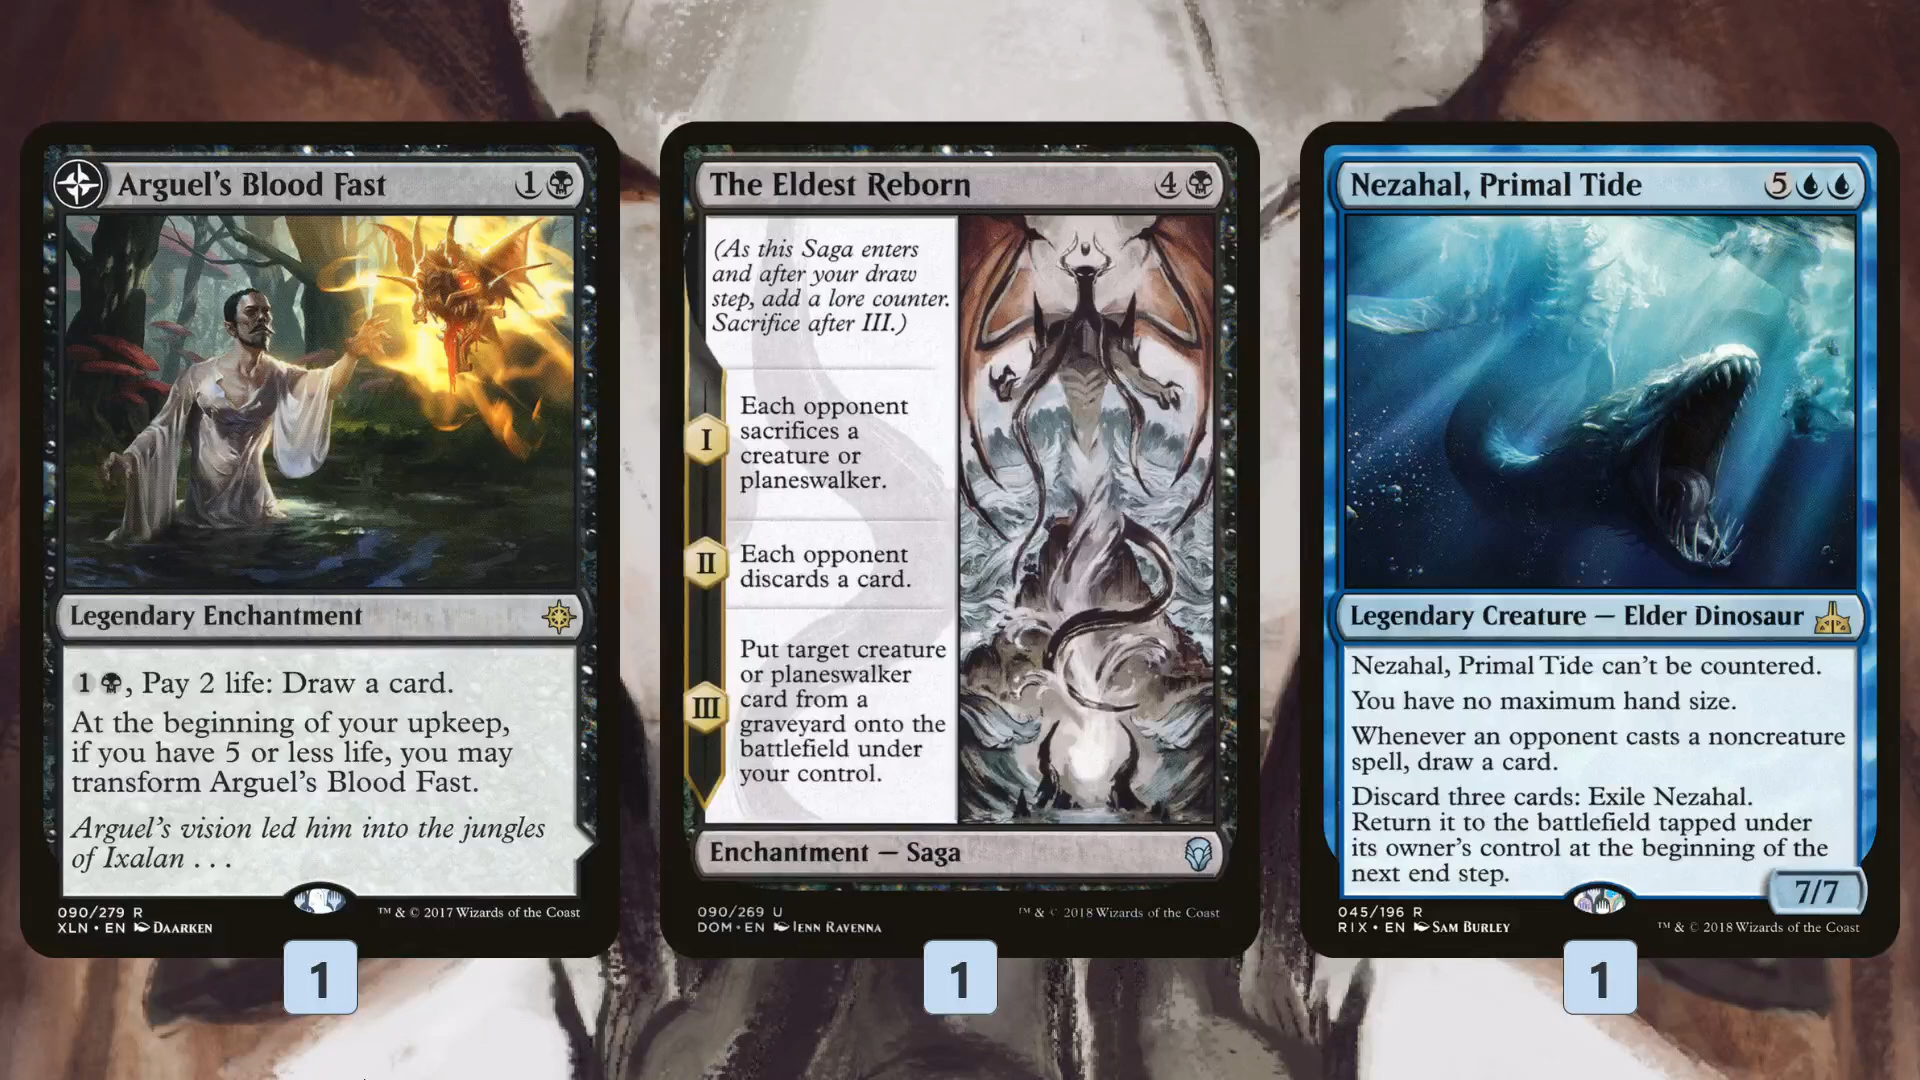 Arguel's Blood Fast 1
Legendary Enchantment
1, Pay 2 life: Draw a card.
At the beginning of your upkeep,
if you have 5 or less life, you may
transform Arguel's Blood Fast.
Arguel's vision led him into the jungles
of Ixalan . . .
090/279 R
XLN • EN DAARKEN
™ & © 2017 Wizards of the Coast
1
The Eldest Reborn 4
(As this Saga enters
and after your draw
step, add a lore counter.
Sacrifice after III.)
I
Each opponent
sacrifices a
creature or
planeswalker.
II
Each opponent
discards a card.
III
Put target creature
or planeswalker
card from a
graveyard onto the
battlefield under
your control.
Enchantment — Saga
090/269 U
DOM • EN JENN RAVENNA
™ & © 2018 Wizards of the Coast
1
Nezahal, Primal Tide 5
Legendary Creature — Elder Dinosaur
Nezahal, Primal Tide can't be countered.
You have no maximum hand size.
Whenever an opponent casts a noncreature
spell, draw a card.
Discard three cards: Exile Nezahal.
Return it to the battlefield tapped under
its owner's control at the beginning of the
next end step.
7/7
045/196 R
RIX • EN SAM BURLEY
™ & © 2018 Wizards of the Coast
1